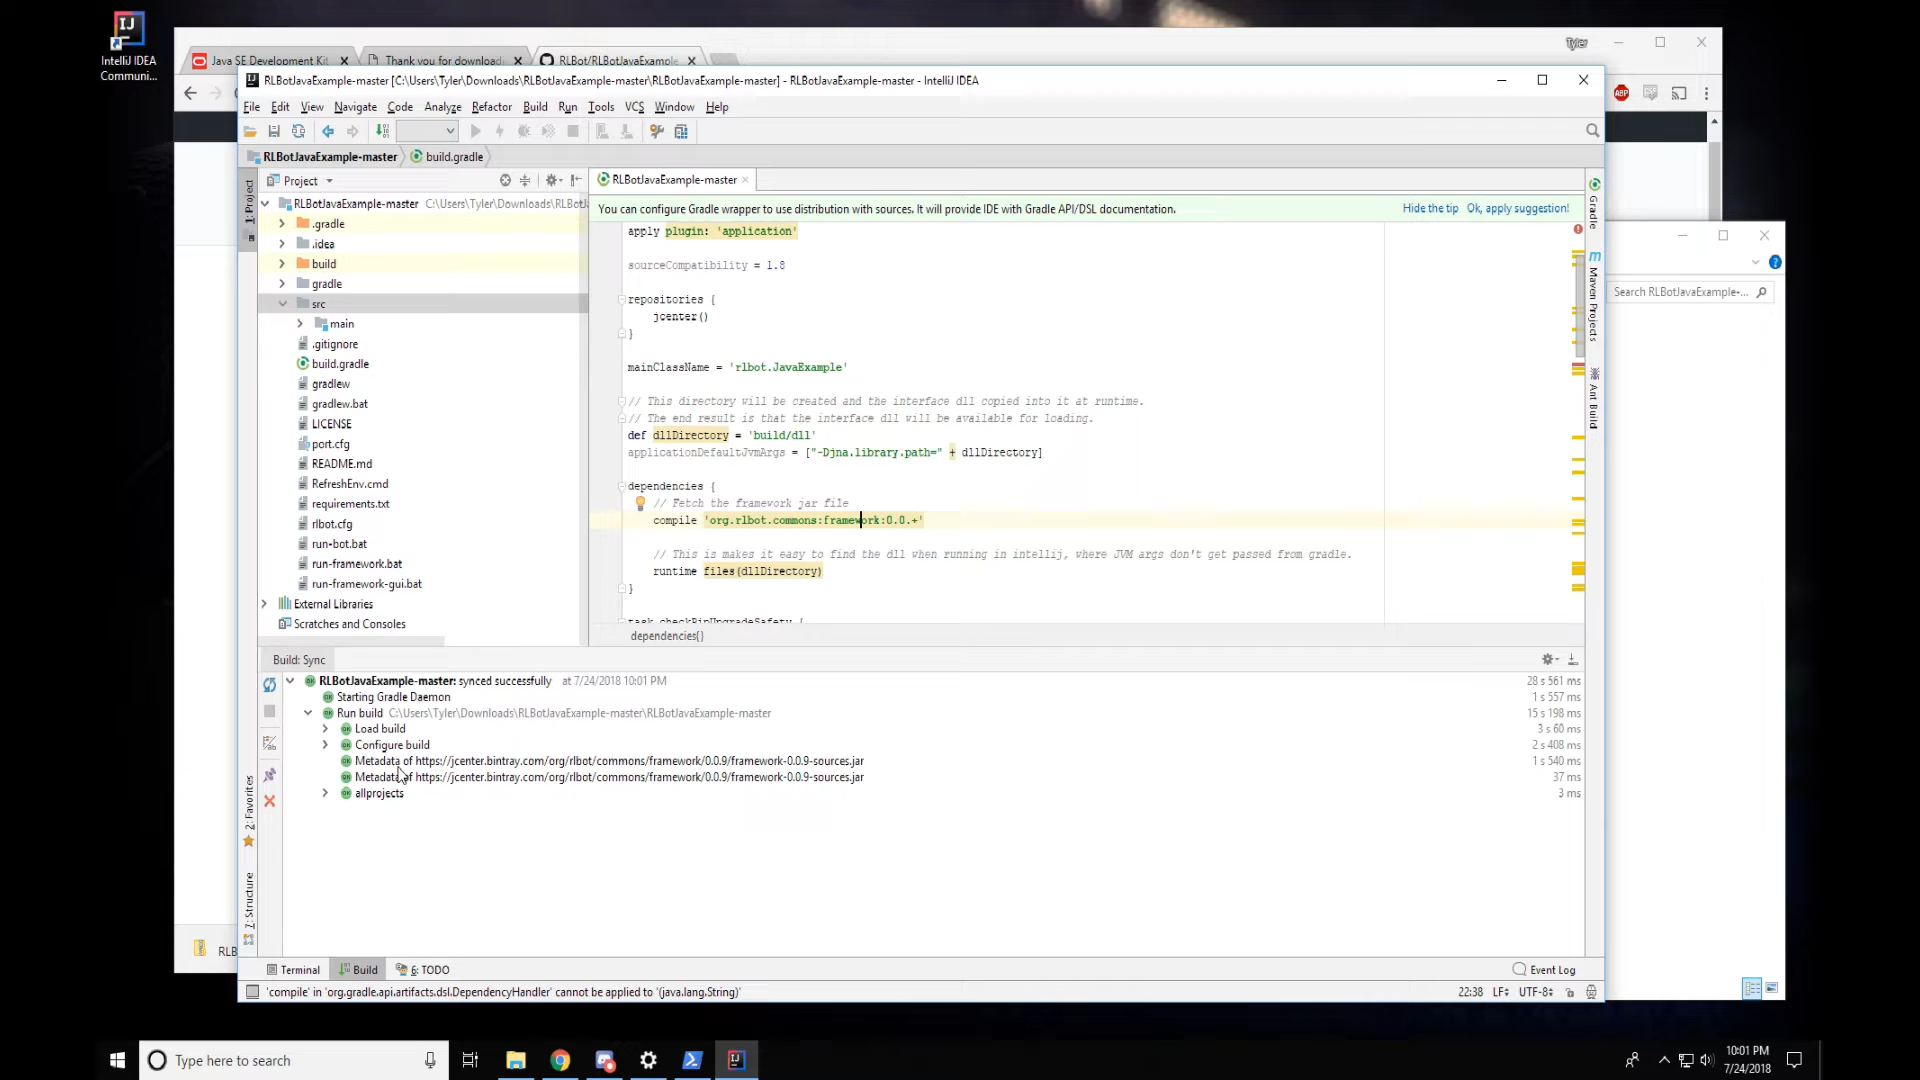 IntelliJ IDEA
Communi...
Java SE Development Kit
Thank you for download
RLBot/RLBotJavaExample
Tyler
RLBotJavaExample-master [C:\Users\Tyler\Downloads\RLBotJavaExample-master\RLBotJavaExample-master] - RLBotJavaExample-master - IntelliJ IDEA
File Edit View Navigate Code Analyze Refactor Build Run Tools VCS Window Help
ABP
RLBotJavaExample-master build.gradle
1: Project
Project
RLBotJavaExample-master
RLBotJavaExample-master C:\Users\Tyler\Downloads\RLBotJ
.gradle
.idea
build
gradle
src
main
.gitignore
build.gradle
gradlew
gradlew.bat
LICENSE
port.cfg
README.md
RefreshEnv.cmd
requirements.txt
rlbot.cfg
run-bot.bat
run-framework.bat
run-framework-gui.bat
External Libraries
Scratches and Consoles
You can configure Gradle wrapper to use distribution with sources. It will provide IDE with Gradle API/DSL documentation.
Hide the tip Ok, apply suggestion!
apply plugin: 'application'
sourceCompatibility = 1.8
repositories {
jcenter()
}
mainClassName = 'rlbot.JavaExample'
// This directory will be created and the interface dll copied into it at runtime.
// The end result is that the interface dll will be available for loading.
def dllDirectory = 'build/dll'
applicationDefaultJvmArgs = ["-Djna.library.path=" + dllDirectory]
dependencies {
// Fetch the framework jar file
compile 'org.rlbot.commons:framework:0.0.+'
// This is makes it easy to find the dll when running in intellij, where JVM args don't get passed from gradle.
runtime files(dllDirectory)
}
task checkPipUpgradeSafety {
dependencies{}
Gradle
Maven Projects
Ant Build
Search RLBotJavaExample-...
Build: Sync
RLBotJavaExample-master: synced successfully at 7/24/2018 10:01 PM 28 s 561 ms
Starting Gradle Daemon 1 s 557 ms
Run build C:\Users\Tyler\Downloads\RLBotJavaExample-master\RLBotJavaExample-master 15 s 198 ms
Load build 3 s 60 ms
Configure build 2 s 408 ms
Metadata of https://jcenter.bintray.com/org/rlbot/commons/framework/0.0.9/framework-0.0.9-sources.jar 1 s 540 ms
Metadata of https://jcenter.bintray.com/org/rlbot/commons/framework/0.0.9/framework-0.0.9-sources.jar 37 ms
allprojects 3 ms
2: Favorites
7: Structure
RLB
Terminal Build 6: TODO Event Log
'compile' in 'org.gradle.api.artifacts.dsl.DependencyHandler' cannot be applied to '(java.lang.String)' 22:38 LF UTF-8
Type here to search
10:01 PM
7/24/2018